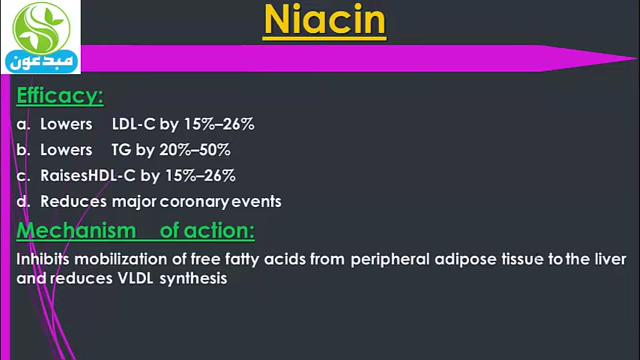 مبدعون
Niacin
Efficacy:
a. Lowers LDL-C by 15%–26%
b. Lowers TG by 20%–50%
c. RaisesHDL-C by 15%–26%
d. Reduces major coronary events
Mechanism of action:
Inhibits mobilization of free fatty acids from peripheral adipose tissue to the liver
and reduces VLDL synthesis